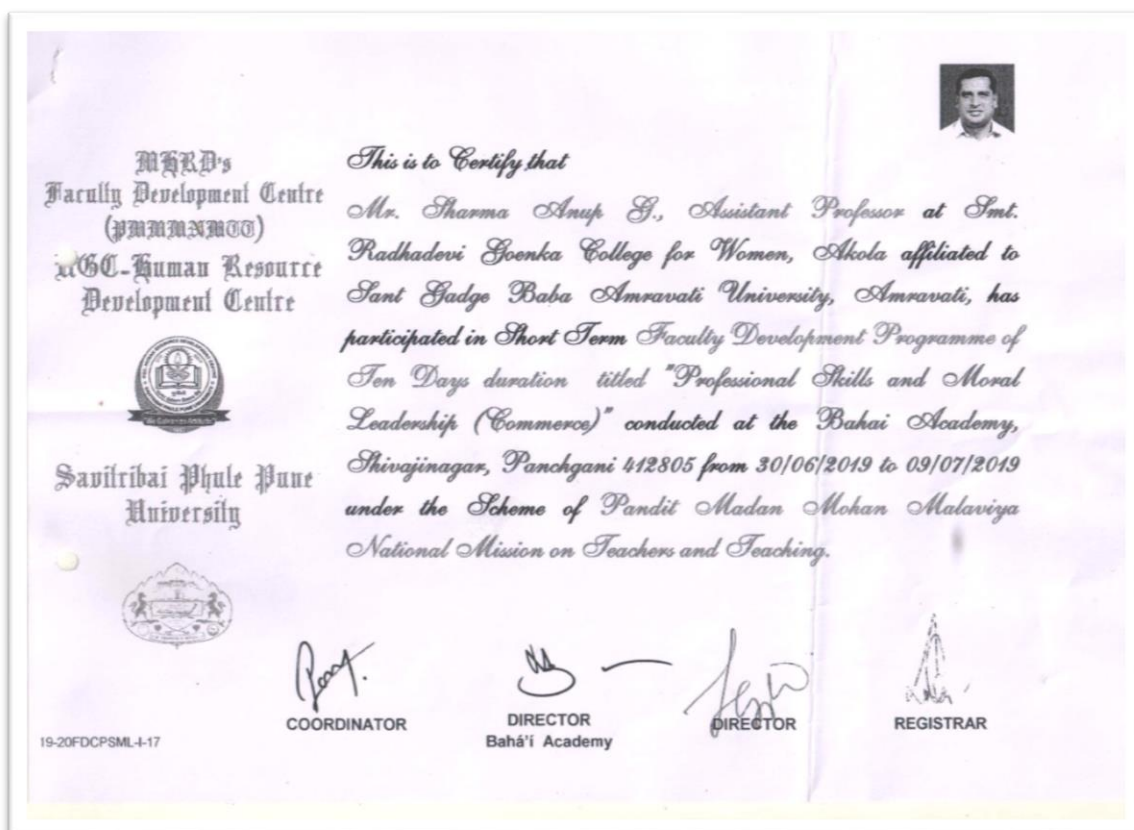 MHRD's
Faculty Development Centre
(PMMMNMTT)
UGC-Human Resource
Development Centre
Savitribai Phule Pune
University
This is to Certify that
Mr. Sharma Anup G., Assistant Professor at Smt.
Radhadevi Goenka College for Women, Akola affiliated to
Sant Gadge Baba Amravati University, Amravati, has
participated in Short Term Faculty Development Programme of
Ten Days duration titled "Professional Skills and Moral
Leadership (Commerce)" conducted at the Bahai Academy,
Shivajinagar, Panchgani 412805 from 30/06/2019 to 09/07/2019
under the Scheme of Pandit Madan Mohan Malaviya
National Mission on Teachers and Teaching.
COORDINATOR
DIRECTOR
Bahá'í Academy
DIRECTOR
REGISTRAR
19-20FDCPSML-I-17